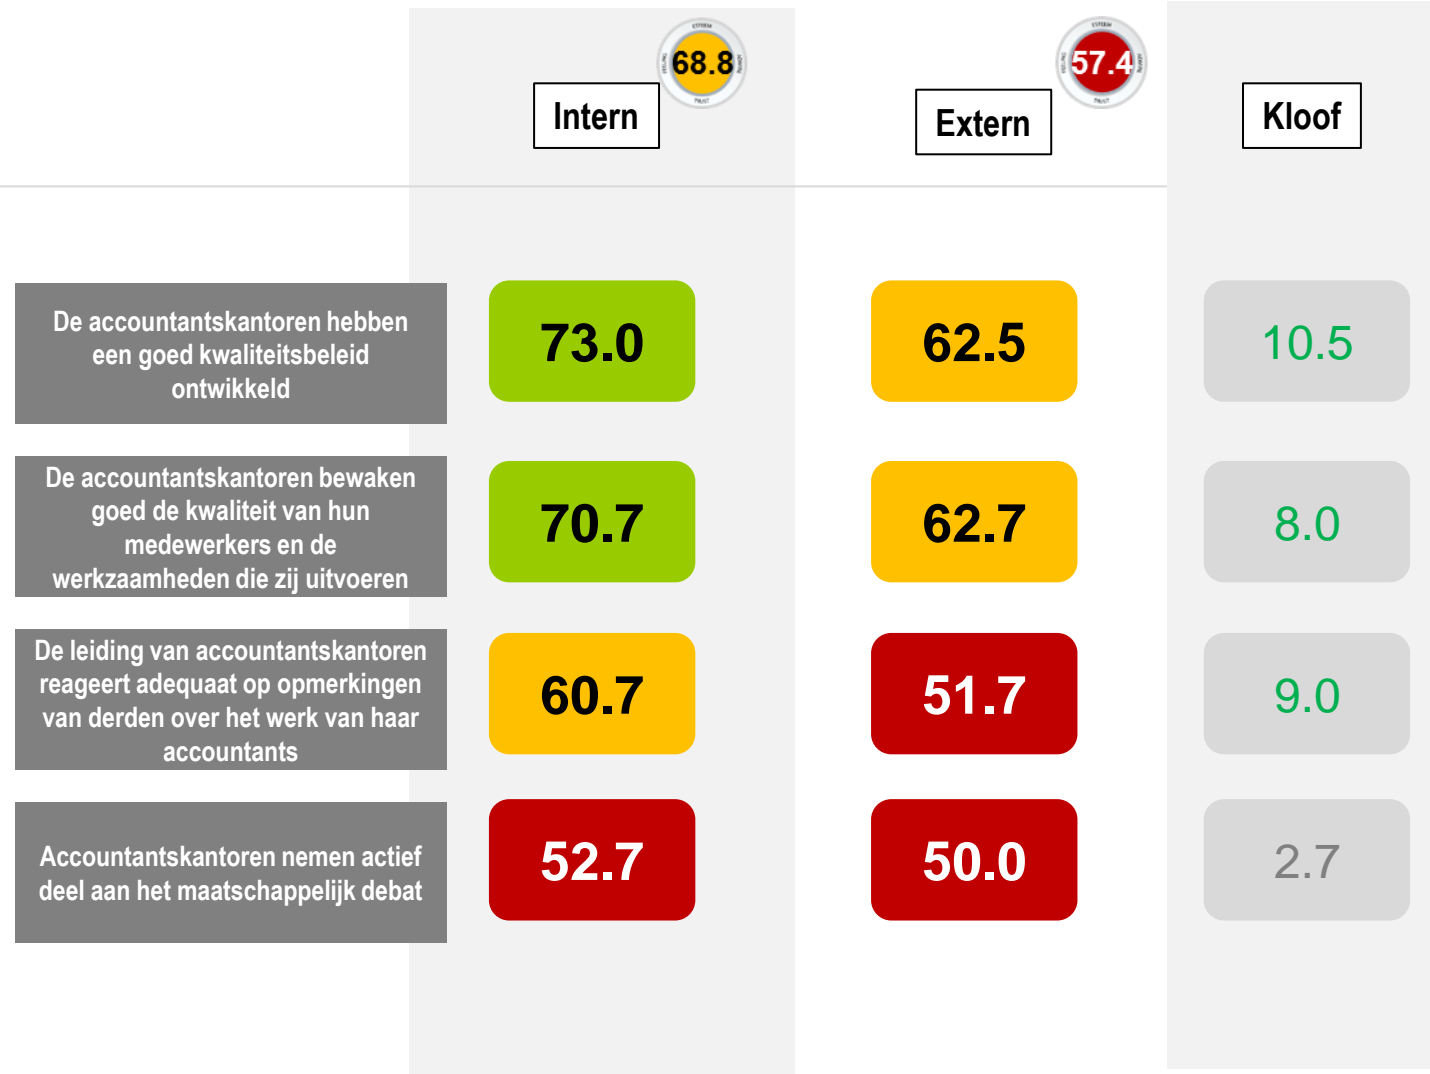 68.8
57.4
Intern
Extern
Kloof
De accountantskantoren hebben
een goed kwaliteitsbeleid
ontwikkeld
73.0
62.5
10.5
De accountantskantoren bewaken
goed de kwaliteit van hun
medewerkers en de
werkzaamheden die zij uitvoeren
70.7
62.7
8.0
De leiding van accountantskantoren
reageert adequaat op opmerkingen
van derden over het werk van haar
accountants
60.7
51.7
9.0
Accountantskantoren nemen actief
deel aan het maatschappelijk debat
52.7
50.0
2.7